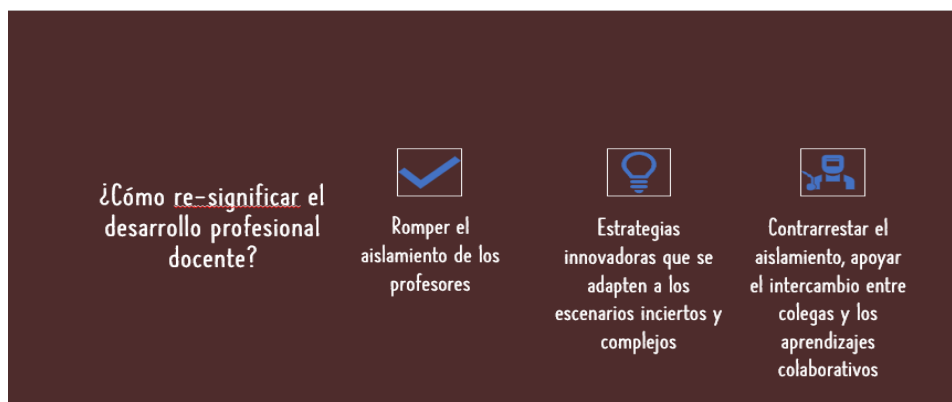 ¿Cómo re-significar el
desarrollo profesional
docente?
Romper el
aislamiento de los
profesores
Estrategias
innovadoras que se
adapten a los
escenarios inciertos y
complejos
Contrarrestar el
aislamiento, apoyar
el intercambio entre
colegas y los
aprendizajes
colaborativos